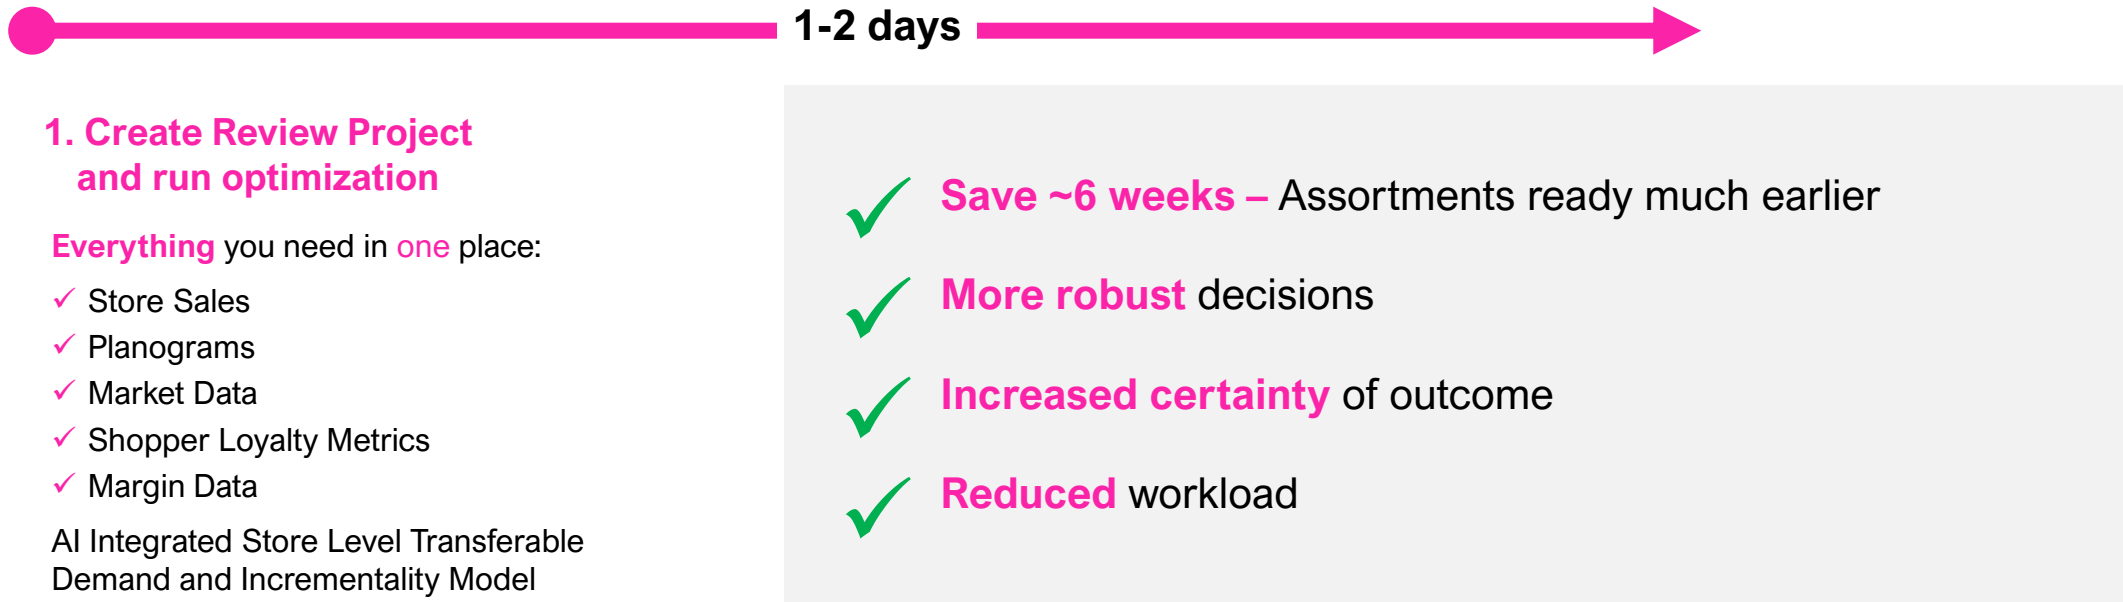 1-2 days
1. Create Review Project
and run optimization
Everything you need in one place:
Store Sales
Planograms
Market Data
Shopper Loyalty Metrics
Margin Data
AI Integrated Store Level Transferable
Demand and Incrementality Model
Save ~6 weeks – Assortments ready much earlier
More robust decisions
Increased certainty of outcome
Reduced workload